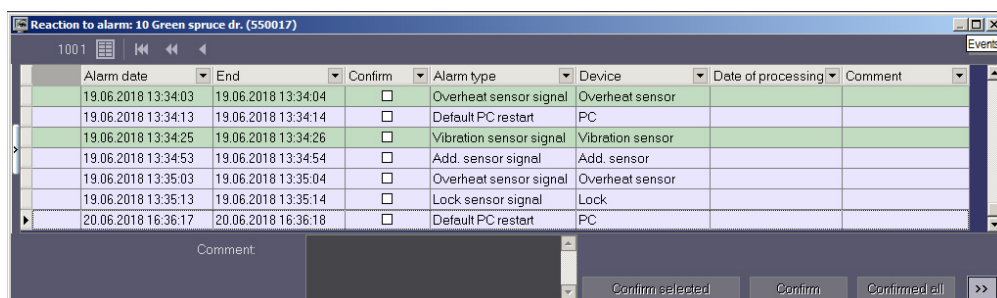 Reaction to alarm: 10 Green spruce dr. (550017)
1001
Events
Alarm date End Confirm Alarm type Device Date of processing Comment
19.06.2018 13:34:03 19.06.2018 13:34:04 Overheat sensor signal Overheat sensor
19.06.2018 13:34:13 19.06.2018 13:34:14 Default PC restart PC
19.06.2018 13:34:25 19.06.2018 13:34:26 Vibration sensor signal Vibration sensor
19.06.2018 13:34:53 19.06.2018 13:34:54 Add. sensor signal Add. sensor
19.06.2018 13:35:03 19.06.2018 13:35:04 Overheat sensor signal Overheat sensor
19.06.2018 13:35:13 19.06.2018 13:35:14 Lock sensor signal Lock
20.06.2018 16:36:17 20.06.2018 16:36:18 Default PC restart PC
Comment:
Confirm selected Confirm Confirmed all >>